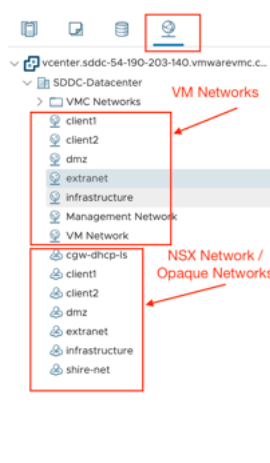 vcenter.sddc-54-190-203-140.vmwarevmc.c...
SDDC-Datacenter
VMC Networks
VM Networks
client1
client2
dmz
extranet
infrastructure
Management Network
VM Network
cgw-dhcp-ls
NSX Network /
Opaque Networks
client1
client2
dmz
extranet
infrastructure
shire-net